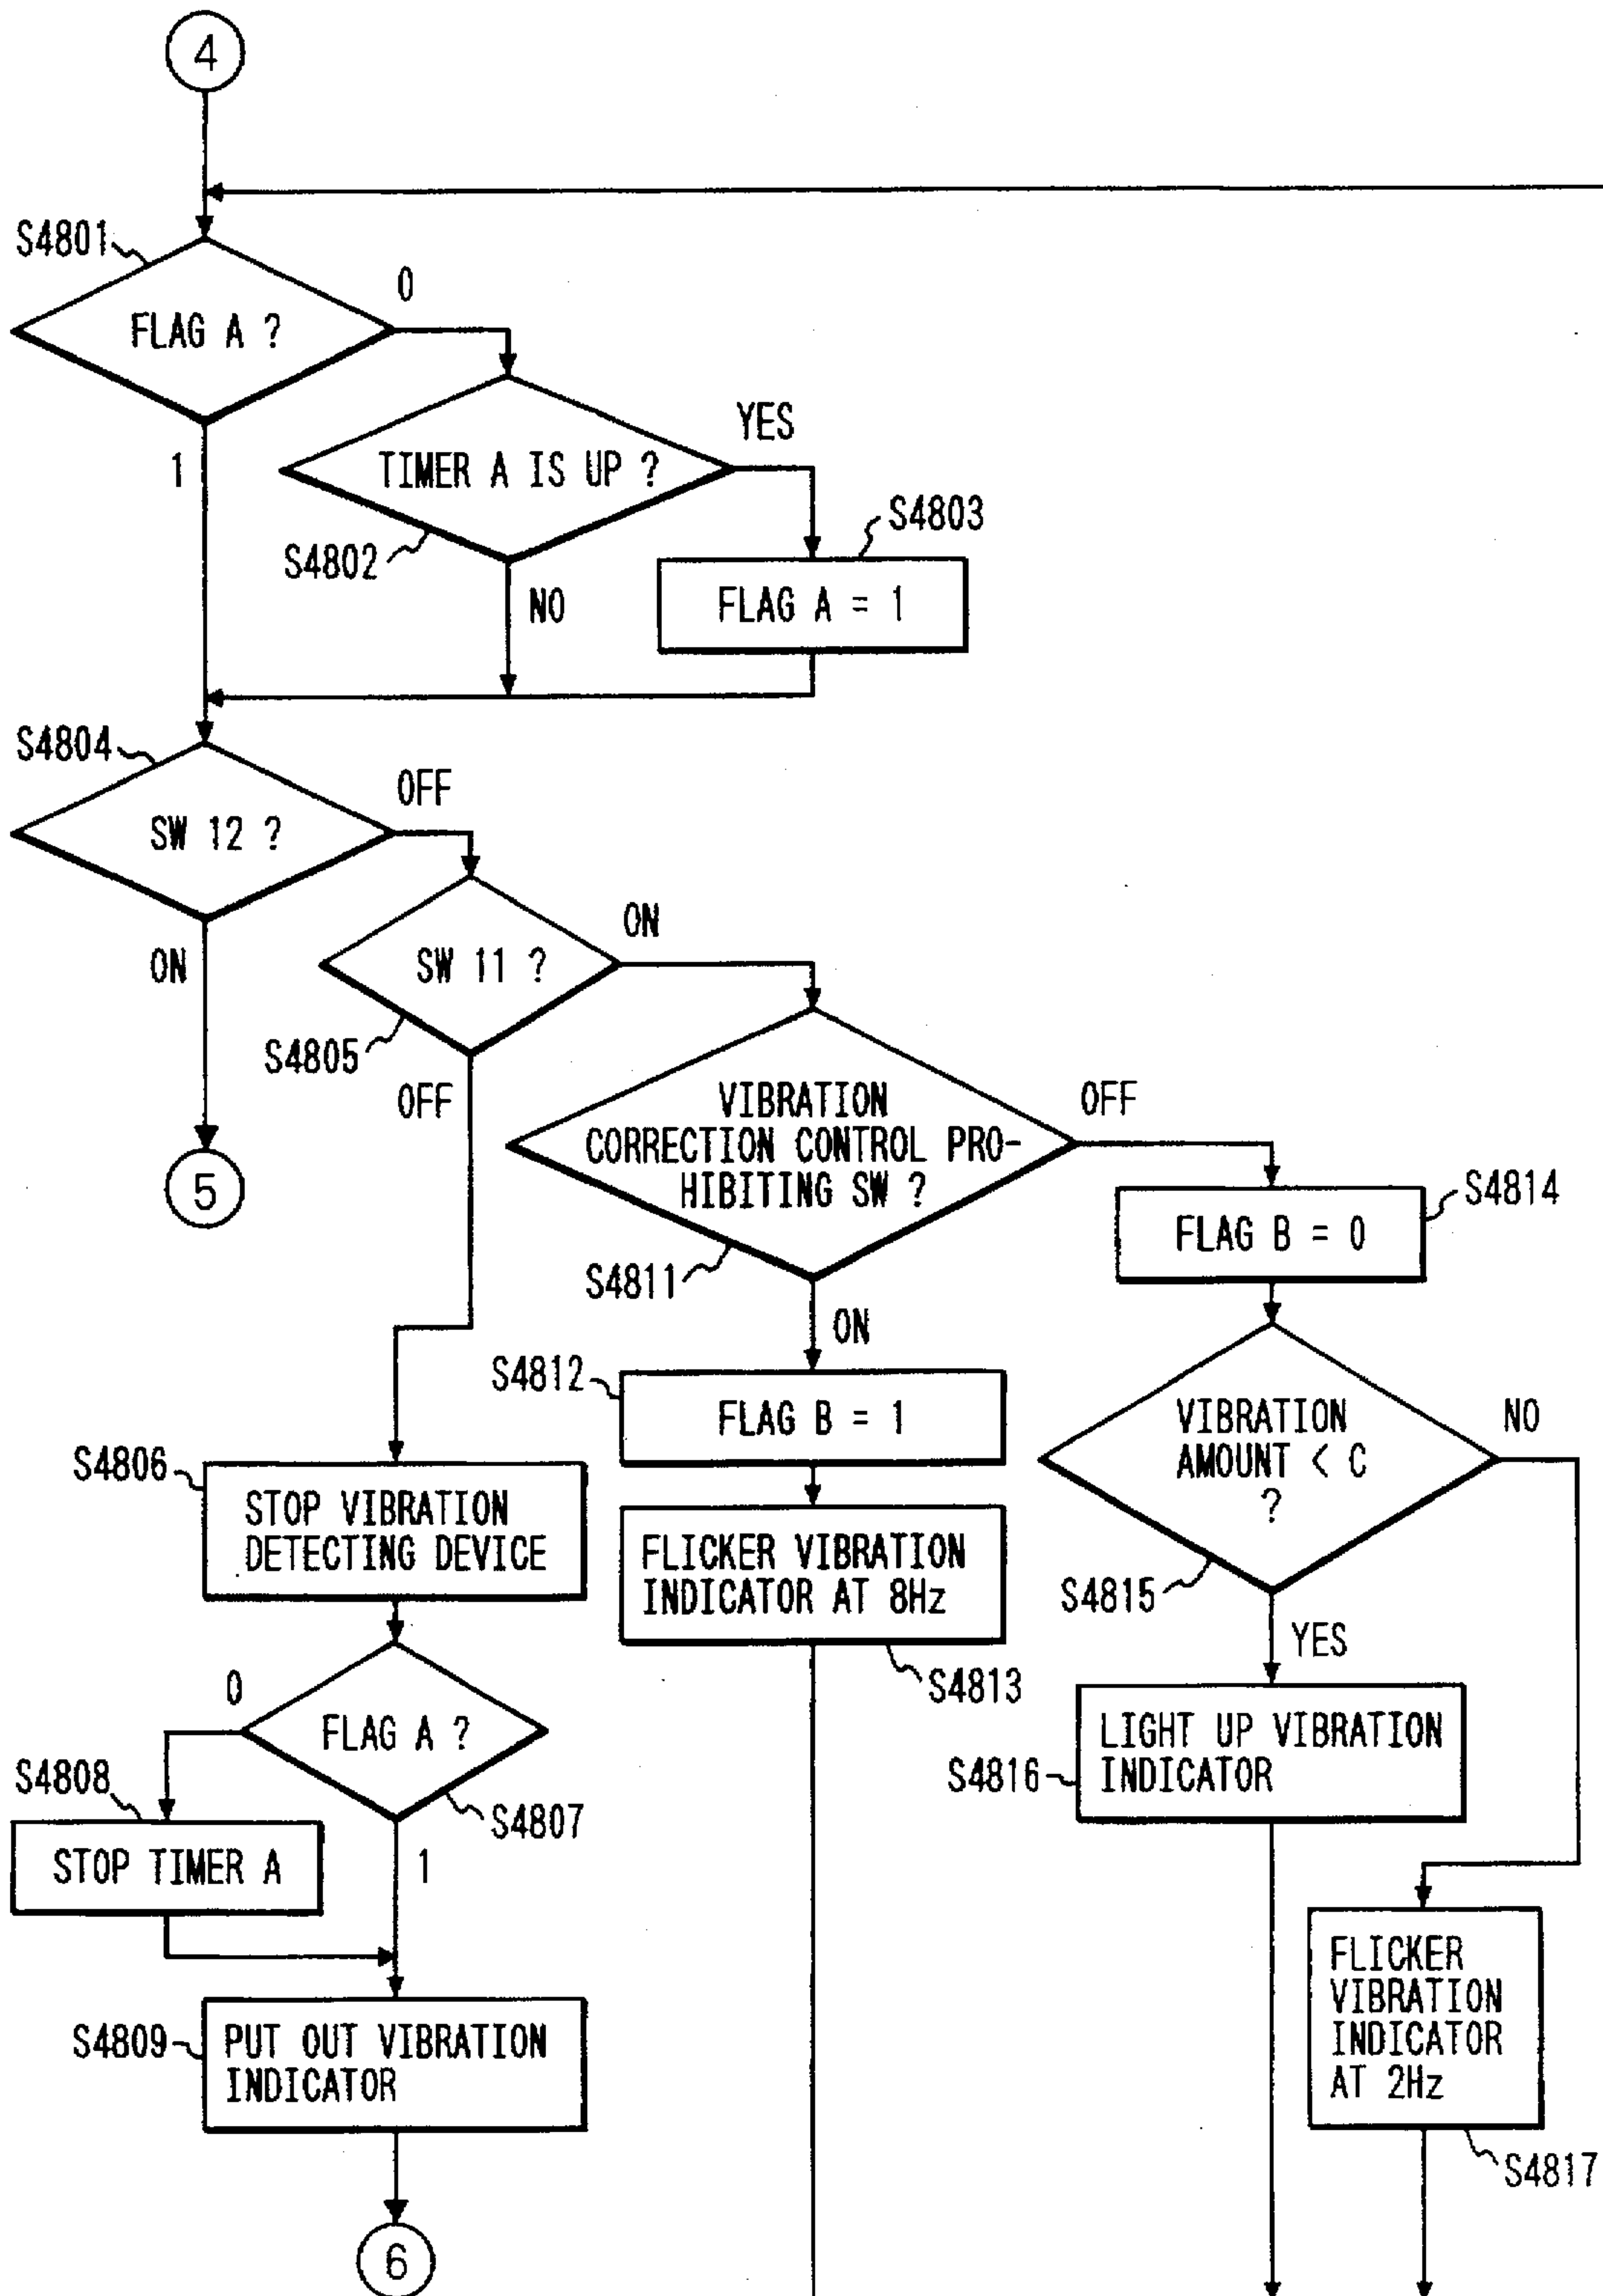 4
S4801
0
FLAG A ?
1
YES
TIMER A IS UP ?
S4802
S4803
NO
FLAG A = 1
S4804
OFF
SW 12 ?
ON
ON
SW 11 ?
S4805
OFF
5
VIBRATION
CORRECTION CONTROL PRO-
HIBITING SW ?
OFF
S4811
ON
S4814
FLAG B = 0
S4812
FLAG B = 1
VIBRATION
AMOUNT < C
?
NO
S4815
YES
S4806
STOP VIBRATION
DETECTING DEVICE
FLICKER VIBRATION
INDICATOR AT 8Hz
S4813
0
FLAG A ?
S4807
1
S4808
STOP TIMER A
S4816
LIGHT UP VIBRATION
INDICATOR
S4809
PUT OUT VIBRATION
INDICATOR
FLICKER
VIBRATION
INDICATOR
AT 2Hz
S4817
6